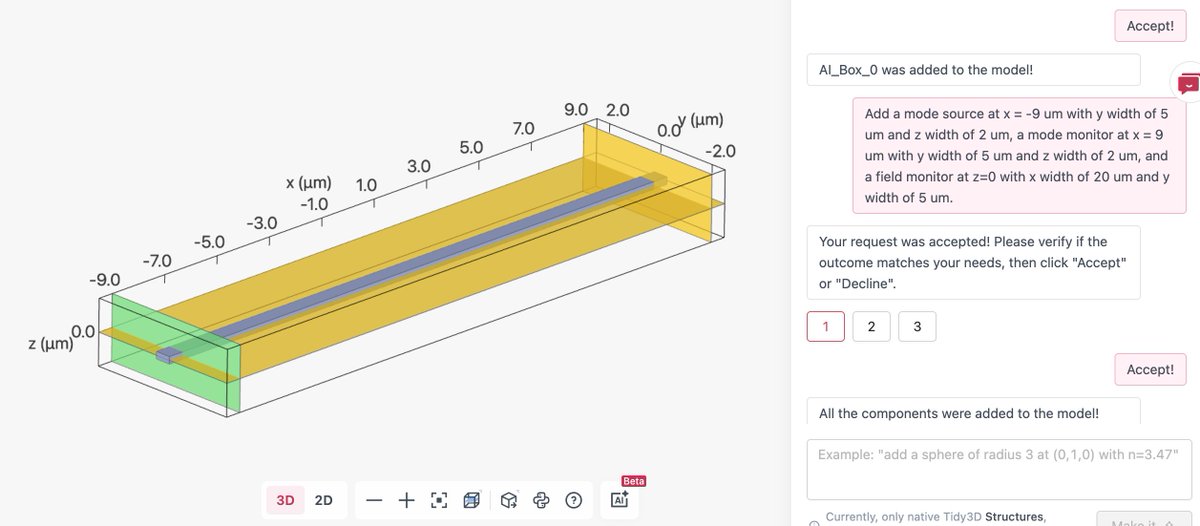 9.0 2.0
7.0
0.0 y (μm)
5.0
-2.0
3.0
x (μm) 1.0
-1.0
-3.0
-5.0
-7.0
-9.0
0.0
z (μm)
3D 2D
AI
Beta
Accept!
AI_Box_0 was added to the model!
Add a mode source at x = -9 um with y width of 5
um and z width of 2 um, a mode monitor at x = 9
um with y width of 5 um and z width of 2 um, and
a field monitor at z=0 with x width of 20 um and y
width of 5 um.
Your request was accepted! Please verify if the
outcome matches your needs, then click "Accept"
or "Decline".
1 2 3
Accept!
All the components were added to the model!
Example: "add a sphere of radius 3 at (0,1,0) with n=3.47"
Currently, only native Tidy3D Structures,
Make it